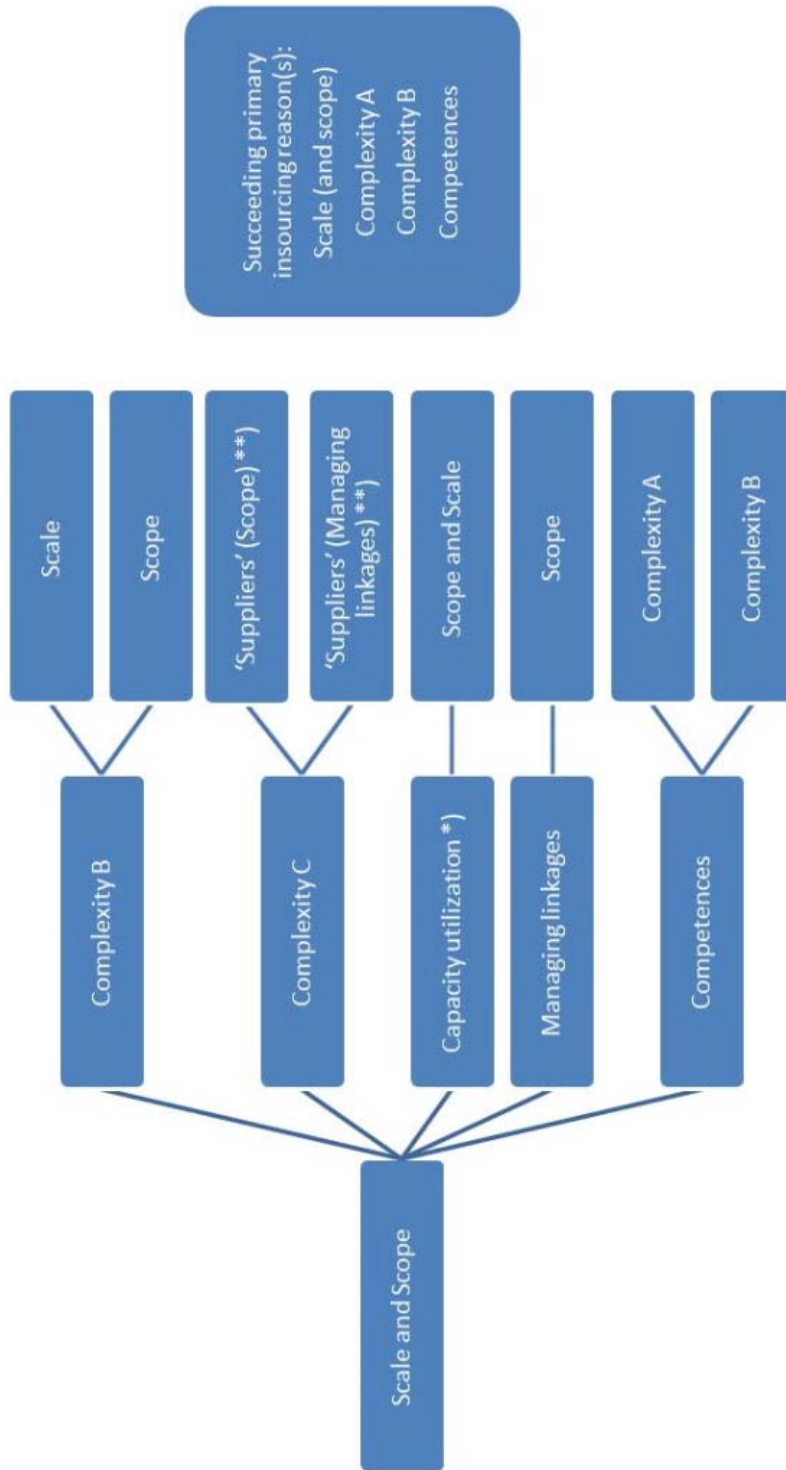 Scale and Scope
Complexity B
Complexity C
Capacity utilization *)
Managing linkages
Competences
Scale
Scope
'Suppliers' (Scope) **)
'Suppliers' (Managing
linkages) **)
Scope and Scale
Scope
Complexity A
Complexity B
Succeeding primary
insourcing reason(s):
Scale (and scope)
Complexity A
Complexity B
Competences